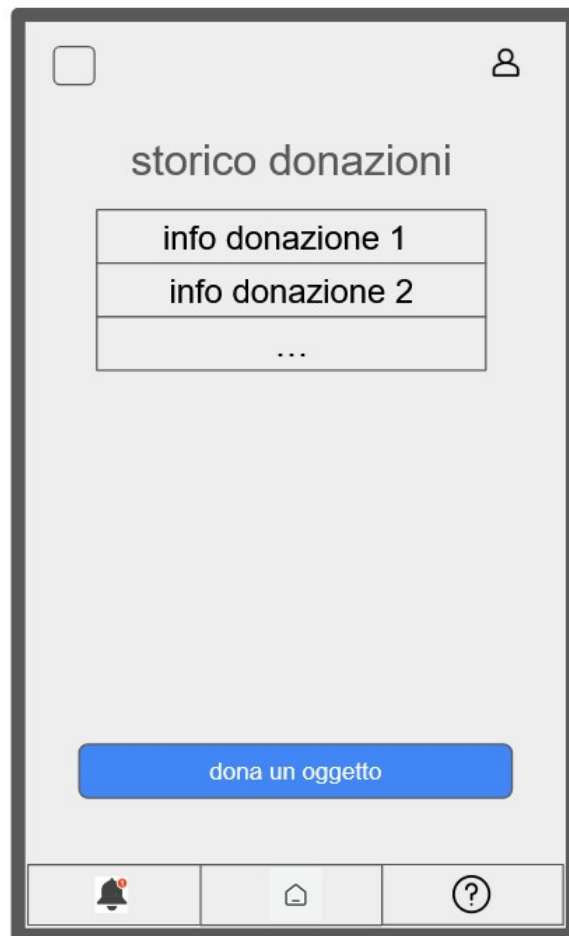 storico donazioni
info donazione 1
info donazione 2
...
dona un oggetto
?